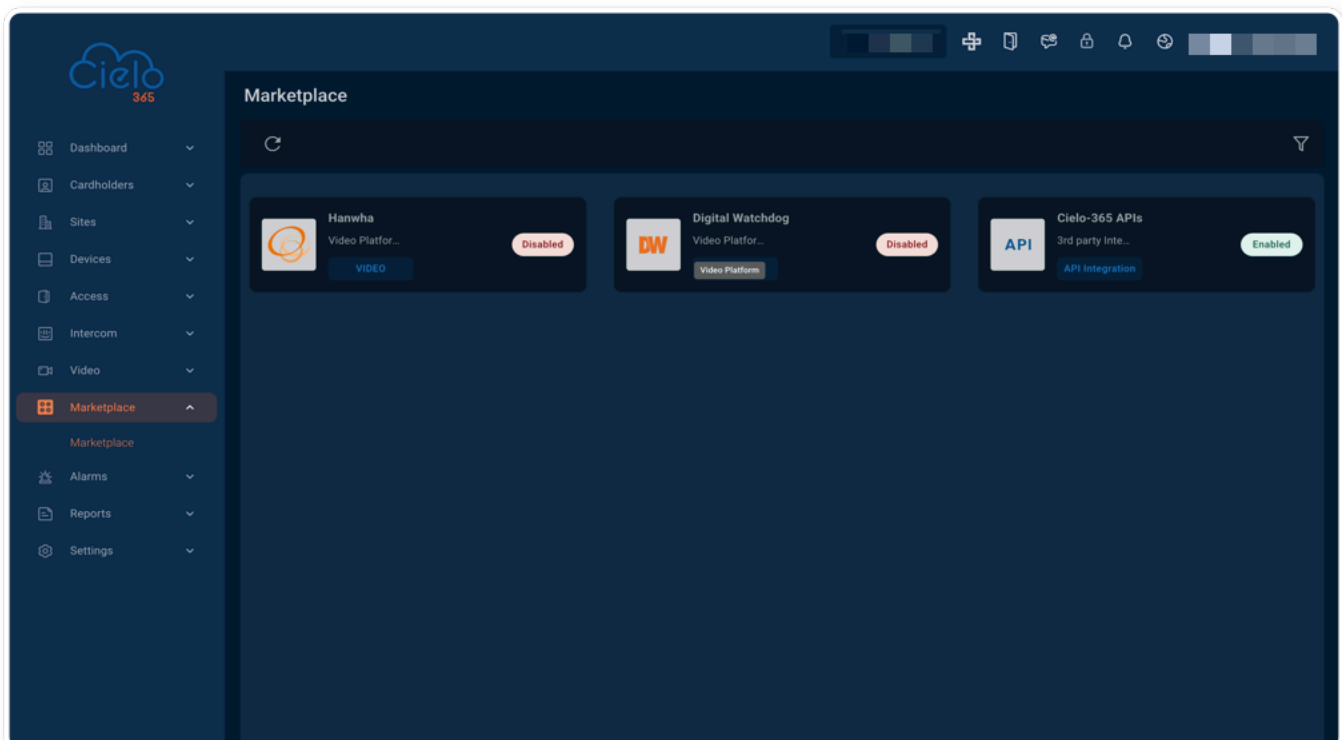 Cielo
365
Marketplace
Dashboard
Cardholders
Sites
Devices
Access
Intercom
Video
Marketplace
Marketplace
Alarms
Reports
Settings
Hanwha
Video Platfor...
VIDEO
Disabled
Digital Watchdog
Video Platfor...
Video Platform
Disabled
DW
Cielo-365 APIs
3rd party Inte...
API Integration
Enabled
API